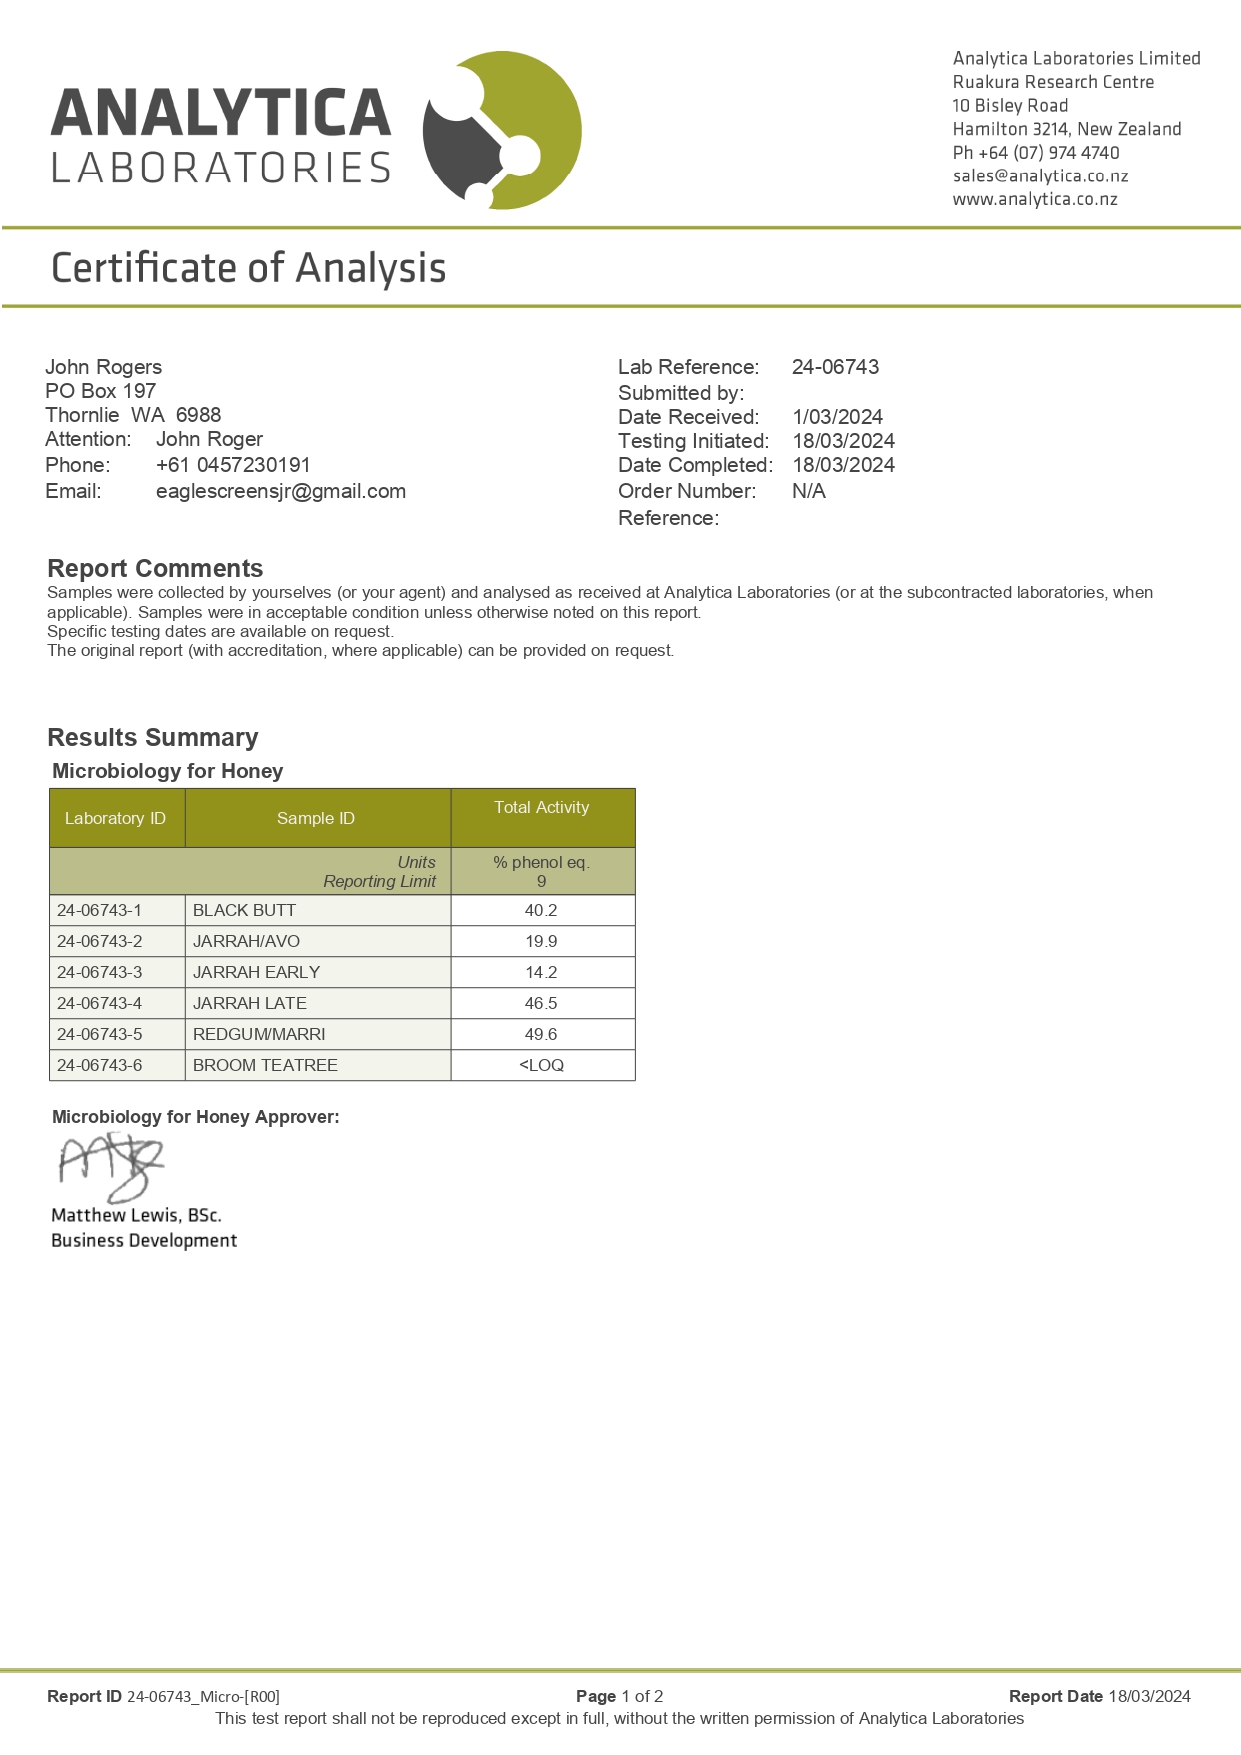 ANALYTICA
LABORATORIES
Analytica Laboratories Limited
Ruakura Research Centre
10 Bisley Road
Hamilton 3214, New Zealand
Ph +64 (07) 974 4740
sales@analytica.co.nz
www.analytica.co.nz
Certificate of Analysis
John Rogers
PO Box 197
Thornlie WA 6988
Attention: John Roger
Phone: +61 0457230191
Email: eaglescreensjr@gmail.com
Lab Reference: 24-06743
Submitted by:
Date Received: 1/03/2024
Testing Initiated: 18/03/2024
Date Completed: 18/03/2024
Order Number: N/A
Reference:
Report Comments
Samples were collected by yourselves (or your agent) and analysed as received at Analytica Laboratories (or at the subcontracted laboratories, when
applicable). Samples were in acceptable condition unless otherwise noted on this report.
Specific testing dates are available on request.
The original report (with accreditation, where applicable) can be provided on request.
Results Summary
Microbiology for Honey
Laboratory ID Sample ID Total Activity
Units % phenol eq.
Reporting Limit 9
24-06743-1 BLACK BUTT 40.2
24-06743-2 JARRAH/AVO 19.9
24-06743-3 JARRAH EARLY 14.2
24-06743-4 JARRAH LATE 46.5
24-06743-5 REDGUM/MARRI 49.6
24-06743-6 BROOM TEATREE <LOQ
Microbiology for Honey Approver:
Matthew Lewis, BSc.
Business Development
Report ID 24-06743_Micro-[R00] Page 1 of 2 Report Date 18/03/2024
This test report shall not be reproduced except in full, without the written permission of Analytica Laboratories